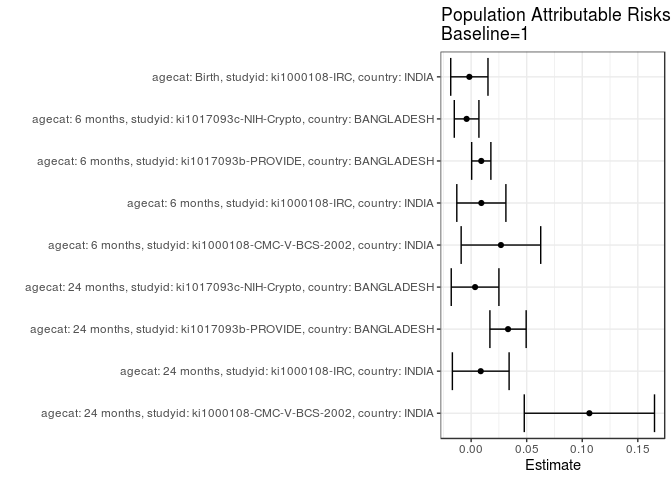 Population Attributable Risks
Baseline=1
agecat: Birth, studyid: ki1000108-IRC, country: INDIA
agecat: 6 months, studyid: ki1017093c-NIH-Crypto, country: BANGLADESH
agecat: 6 months, studyid: ki1017093b-PROVIDE, country: BANGLADESH
agecat: 6 months, studyid: ki1000108-IRC, country: INDIA
agecat: 6 months, studyid: ki1000108-CMC-V-BCS-2002, country: INDIA
agecat: 24 months, studyid: ki1017093c-NIH-Crypto, country: BANGLADESH
agecat: 24 months, studyid: ki1017093b-PROVIDE, country: BANGLADESH
agecat: 24 months, studyid: ki1000108-IRC, country: INDIA
agecat: 24 months, studyid: ki1000108-CMC-V-BCS-2002, country: INDIA
0.00 0.05 0.10 0.15
Estimate